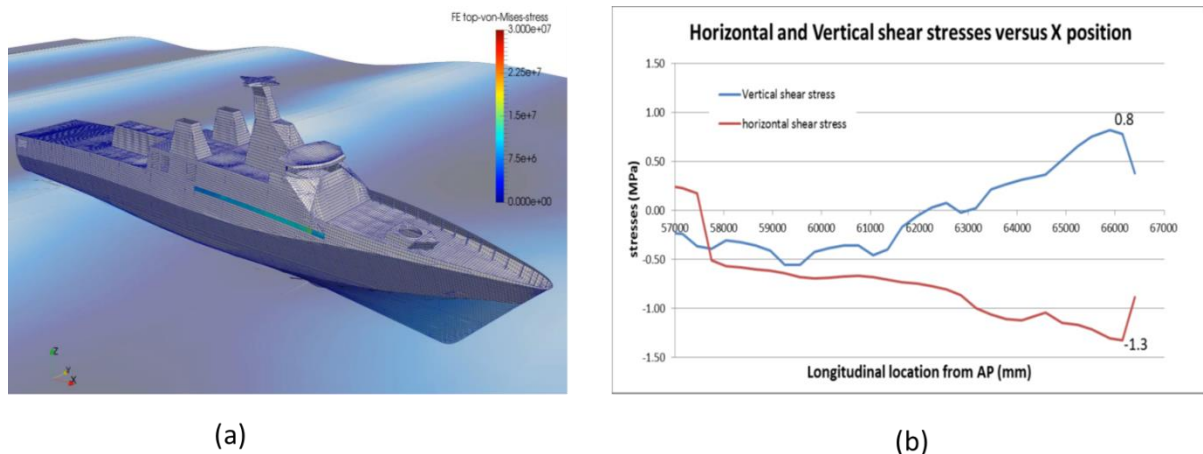 FE top-von-Mises-stress
3.000e+07
2.25e+7
1.5e+7
7.5e+6
0.000e+00
Z
Y
X
(a)
Horizontal and Vertical shear stresses versus X position
1.50
1.00
0.50
0.00
-0.50
-1.00
-1.50
stresses (MPa)
Vertical shear stress
horizontal shear stress
0.8
57000 58000 59000 60000 61000 62000 63000 64000 65000 66000 67000
-1.3
Longitudinal location from AP (mm)
(b)